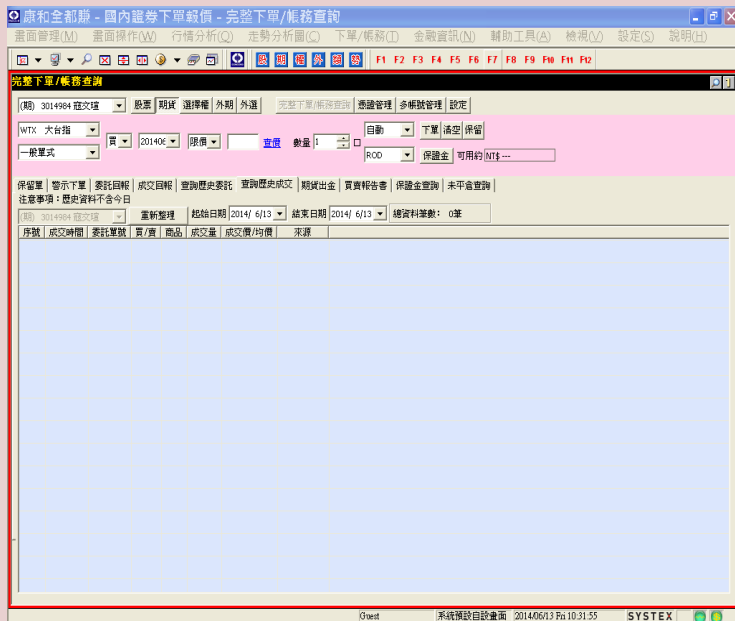 康和全都賺 - 國內證券下單報價 - 完整下單/帳務查詢
畫面管理(M) 畫面操作(W) 行情分析(Q) 走勢分析圖(C) 下單/帳務(T) 金融資訊(N) 輔助工具(A) 檢視(V) 設定(S) 說明(H)
股 期 權 外 類 勢 F1 F2 F3 F4 F5 F6 F7 F8 F9 F10 F11 F12
完整下單/帳務查詢
(期) 3014984 寇文瑄 股票 期貨 選擇權 外期 外選 完整下單/帳務查詢 憑證管理 多帳號管理 設定
WTX 大台指 買 201406 限價 查價 數量 1 口 自動 下單 清空 保留
一般單式 ROD 保證金 可用約 NT$ ---
保留單 警示下單 委託回報 成交回報 查詢歷史委託 查詢歷史成交 期貨出金 買賣報告書 保證金查詢 未平倉查詢
注意事項：歷史資料不含今日
(期) 3014984 寇文瑄 重新整理 起始日期 2014/ 6/13 結束日期 2014/ 6/13 總資料筆數： 0筆
序號 成交時間 委託單號 買/賣 商品 成交量 成交價/均價 來源
Guest 系統預設自設畫面 2014/06/13 Fri 10:31:55 SYSTEX